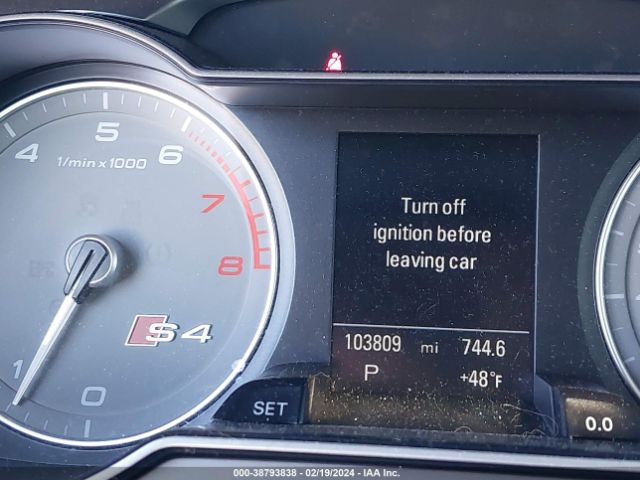 4 5 6 7 8
1/min x 1000
S4
1 0
Turn off
ignition before
leaving car
103809 mi 744.6
P +48°F
SET
0.0
000-38793838 - 02/19/2024 - IAA Inc.